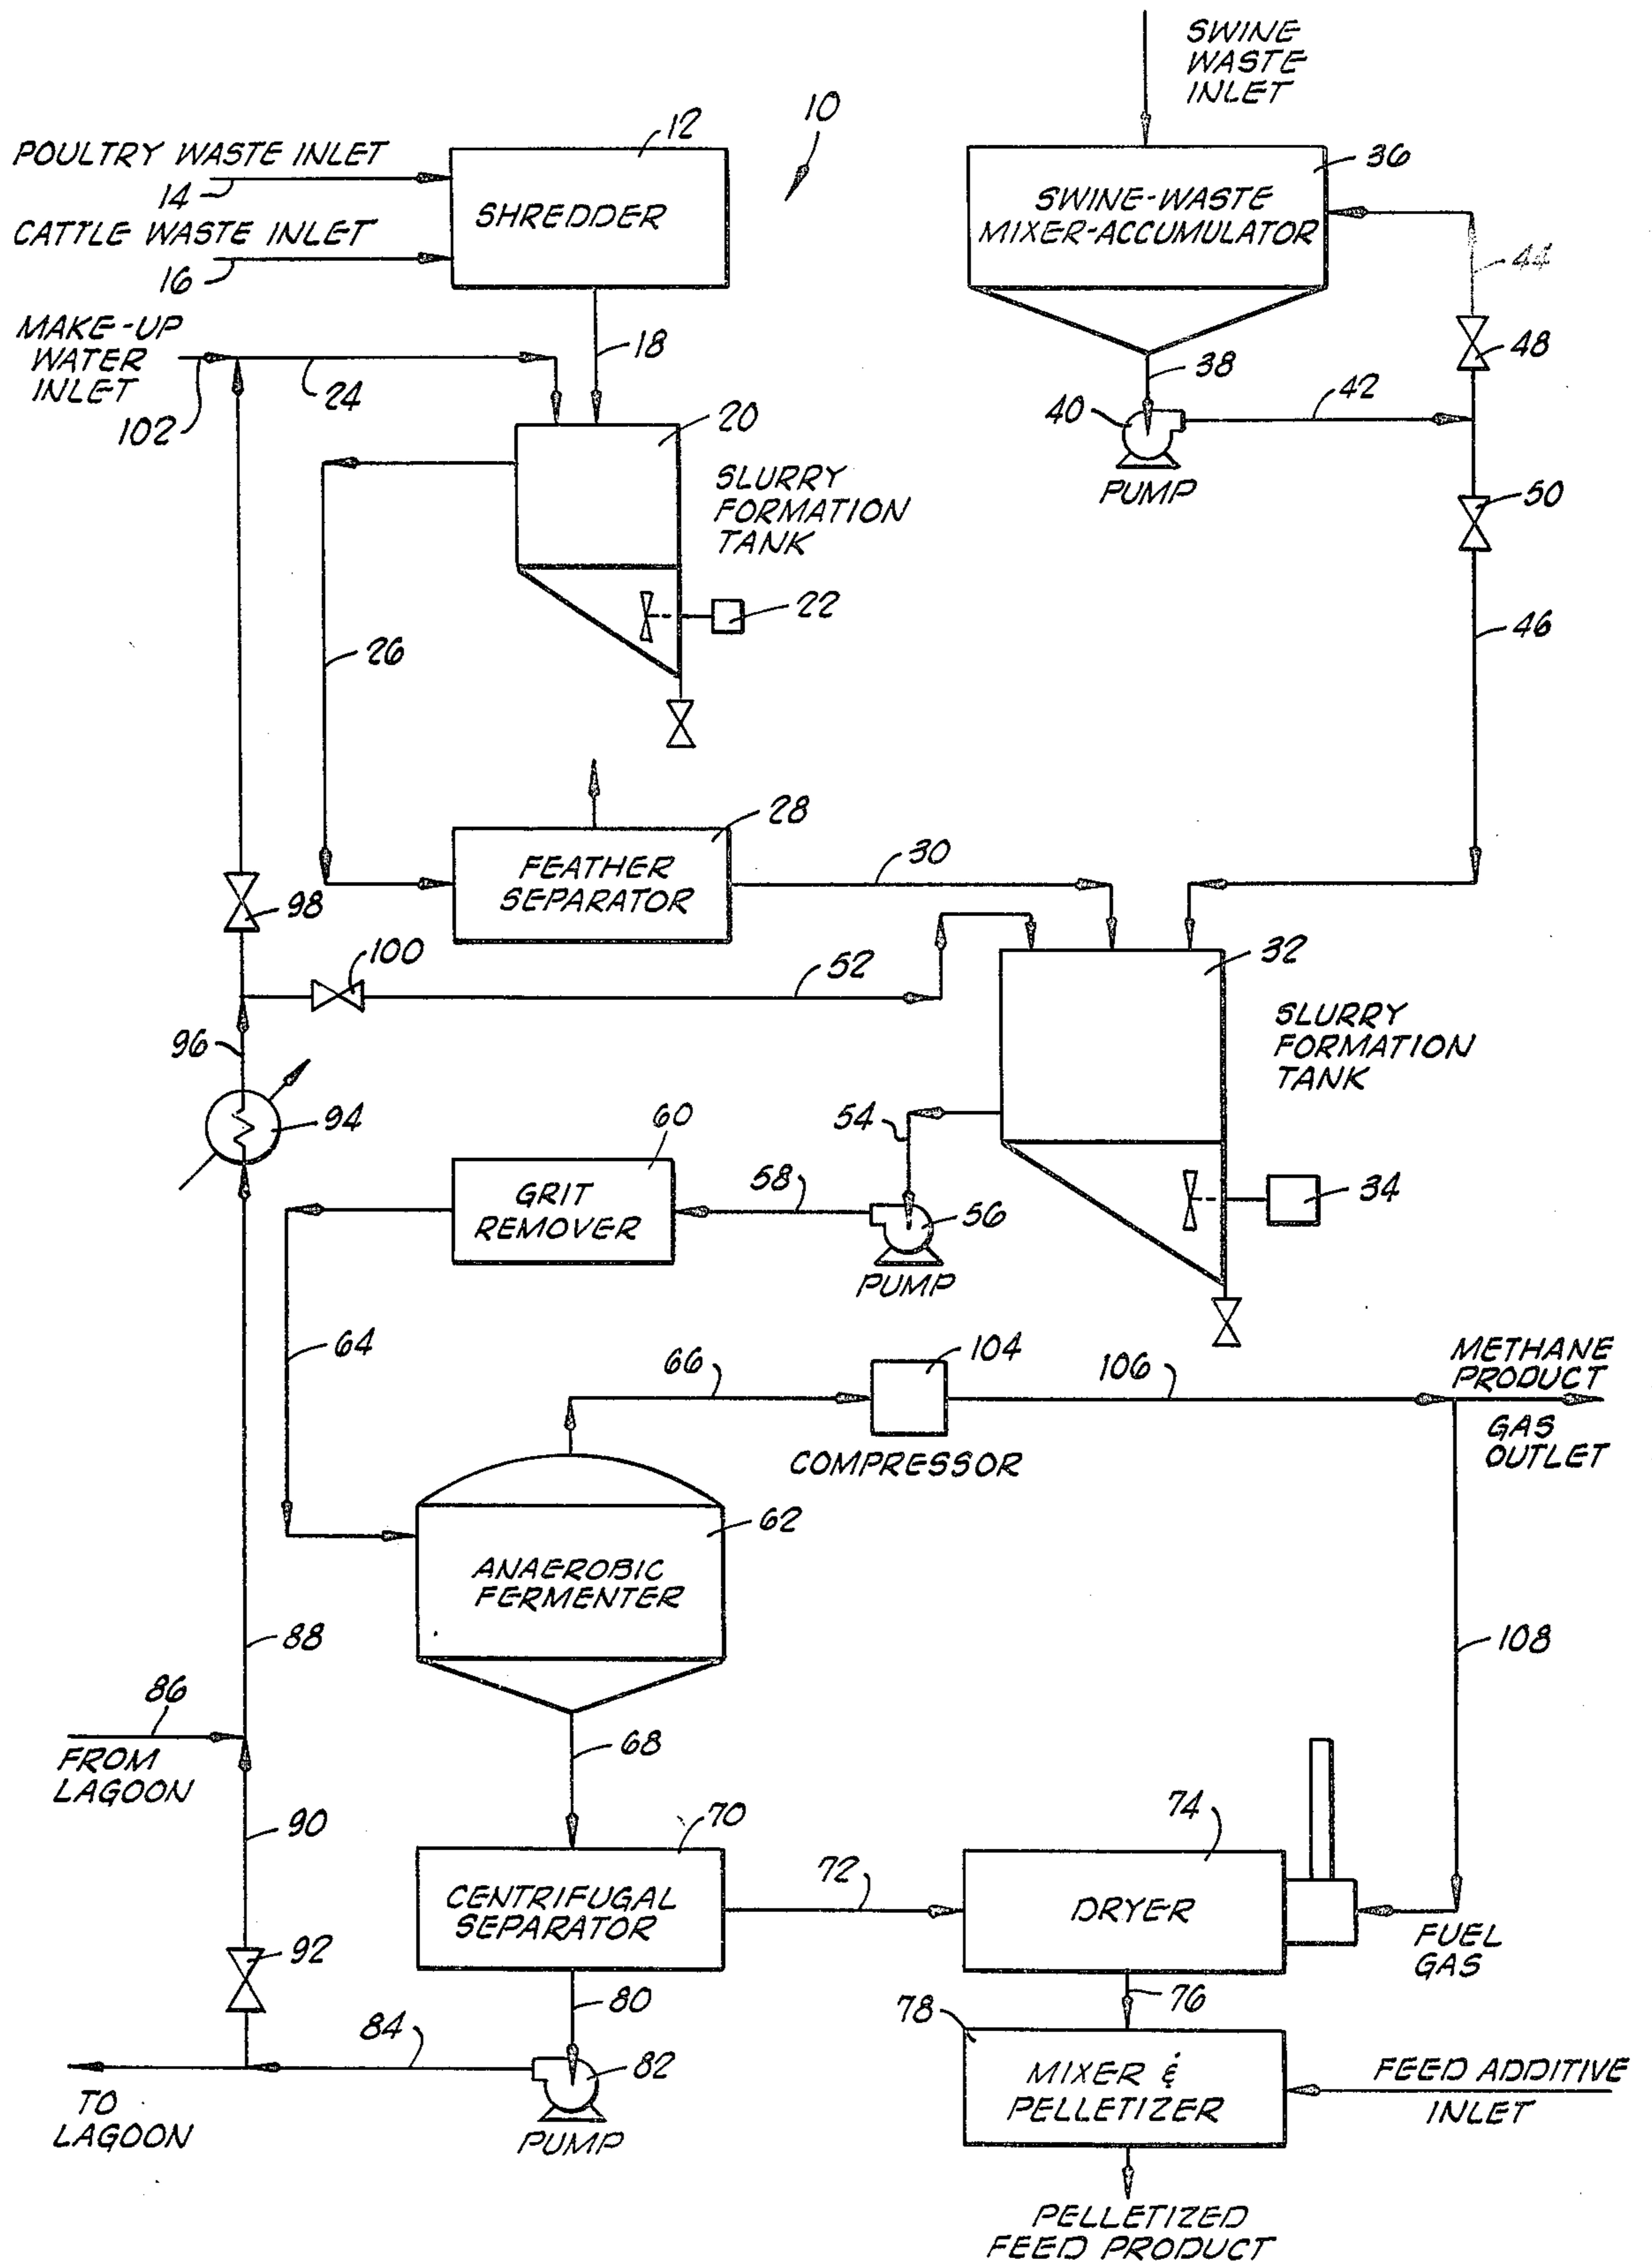 SWINE
WASTE
INLET
10
12
POULTRY WASTE INLET
14
SHREDDER
CATTLE WASTE INLET
16
36
SWINE-WASTE
MIXER-ACCUMULATOR
44
MAKE-UP
WATER
INLET
102
24
18
48
38
42
40
PUMP
50
20
SLURRY
FORMATION
TANK
22
26
46
28
FEATHER
SEPARATOR
30
98
100
52
32
SLURRY
FORMATION
TANK
96
94
60
GRIT
REMOVER
54
58
56
PUMP
34
64
66
104
COMPRESSOR
106
METHANE
PRODUCT
GAS
OUTLET
62
ANAEROBIC
FERMENTER
88
108
86
FROM
LAGOON
68
90
70
CENTRIFUGAL
SEPARATOR
72
74
DRYER
FUEL
GAS
92
80
76
84
82
PUMP
TO
LAGOON
78
MIXER &
PELLETIZER
FEED ADDITIVE
INLET
PELLETIZED
FEED PRODUCT